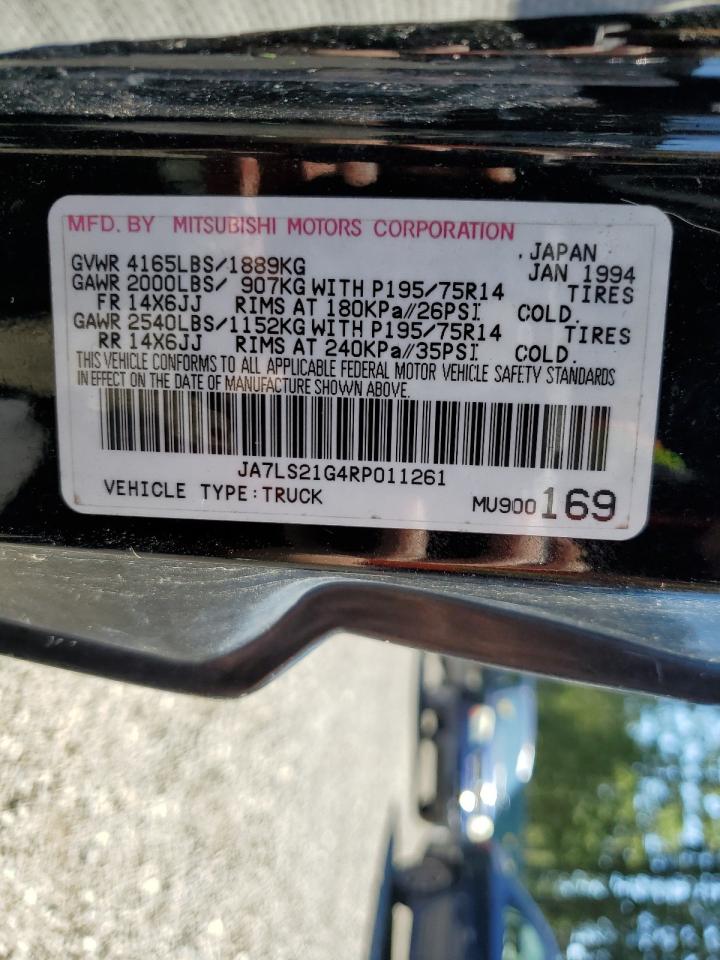 MFD. BY MITSUBISHI MOTORS CORPORATION
JAPAN
GVWR 4165LBS/1889KG JAN 1994
GAWR 2000LBS/ 907KG WITH P195/75R14 TIRES
FR 14X6JJ RIMS AT 180KPa//26PSI COLD.
GAWR 2540LBS/1152KG WITH P195/75R14 TIRES
RR 14X6JJ RIMS AT 240KPa//35PSI COLD.
THIS VEHICLE CONFORMS TO ALL APPLICABLE FEDERAL MOTOR VEHICLE SAFETY STANDARDS
IN EFFECT ON THE DATE OF MANUFACTURE SHOWN ABOVE.
JA7LS21G4RP011261
VEHICLE TYPE:TRUCK MU900169